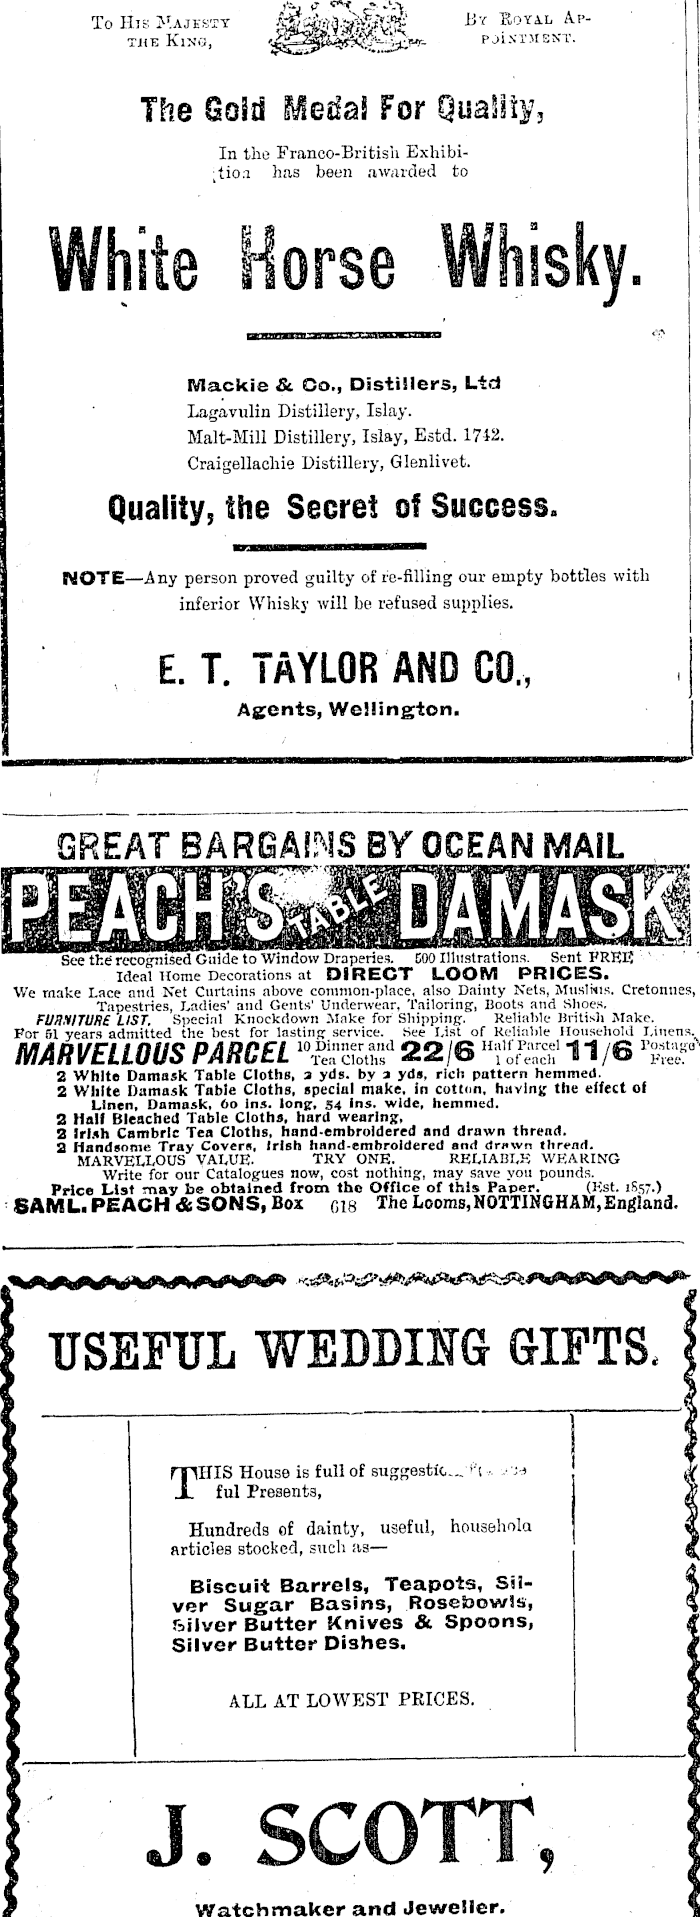 To His Majesty
the King,
By Royal Ap-
pointment.
The Gold Medal For Quality,
In the Franco-British Exhibi-
tion has been awarded to
White Horse Whisky.
Mackie & Co., Distillers, Ltd
Lagavulin Distillery, Islay.
Malt-Mill Distillery, Islay, Estd. 1742.
Craigellachie Distillery, Glenlivet.
Quality, the Secret of Success.
NOTE—Any person proved guilty of re-filling our empty bottles with
inferior Whisky will be refused supplies.
E. T. TAYLOR AND CO.,
Agents, Wellington.
GREAT BARGAINS BY OCEAN MAIL
PEACH'S TABLE DAMASK
See the recognised Guide to Window Draperies. 500 Illustrations. Sent FREE
Ideal Home Decorations at DIRECT LOOM PRICES.
We make Lace and Net Curtains above common-place, also Dainty Nets, Muslins, Cretonnes,
Tapestries, Ladies' and Gents' Underwear, Tailoring, Boots and Shoes.
FURNITURE LIST. Special Knockdown Make for Shipping. Reliable British Make.
For 51 years admitted the best for lasting service. See List of Reliable Household Linens.
MARVELLOUS PARCEL 10 Dinner and Tea Cloths 22/6 Half Parcel 1 of each 11/6 Postage Free.
2 White Damask Table Cloths, 2 yds. by 2 yds, rich pattern hemmed.
2 White Damask Table Cloths, special make, in cotton, having the effect of
Linen, Damask, 60 ins. long, 54 ins. wide, hemmed.
2 Half Bleached Table Cloths, hard wearing,
2 Irish Cambric Tea Cloths, hand-embroidered and drawn thread.
2 Handsome Tray Covers, Irish hand-embroidered and drawn thread.
MARVELLOUS VALUE. TRY ONE. RELIABLE WEARING
Write for our Catalogues now, cost nothing, may save you pounds.
Price List may be obtained from the Office of this Paper. (Est. 1857.)
SAML. PEACH & SONS, Box 618 The Looms, NOTTINGHAM, England.
USEFUL WEDDING GIFTS.
THIS House is full of
ful Presents,
Hundreds of dainty, useful, household
articles stocked, such as—
Biscuit Barrels, Teapots, Sil-
ver Sugar Basins, Rosebowls,
Silver Butter Knives & Spoons,
Silver Butter Dishes.
ALL AT LOWEST PRICES.
J. SCOTT,
Watchmaker and Jeweller.